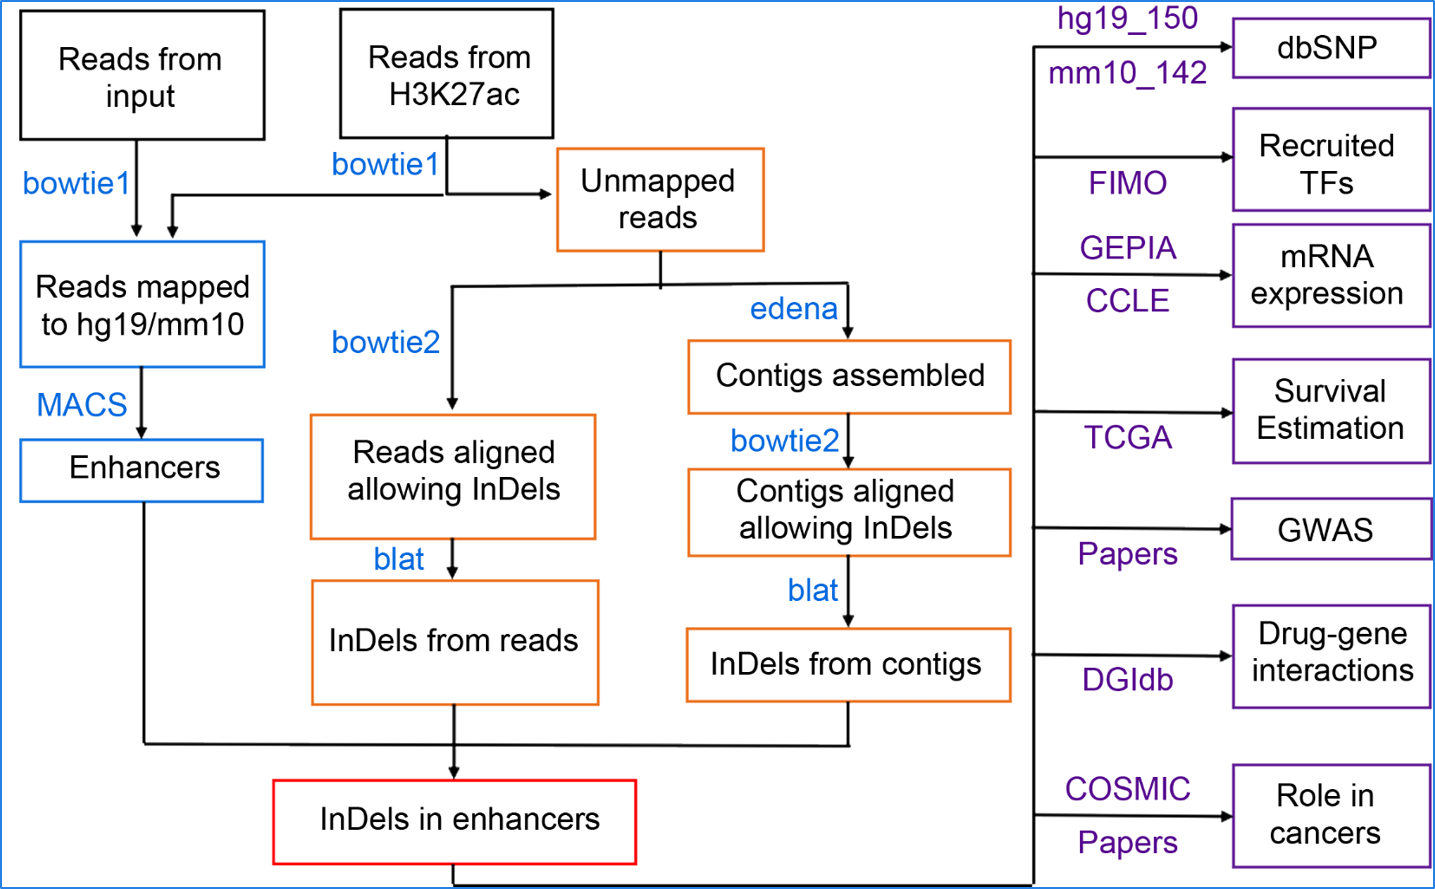 Reads from
input
Reads from
H3K27ac
bowtie1
bowtie1
Unmapped
reads
Reads mapped
to hg19/mm10
MACS
Enhancers
bowtie2
edena
Contigs assembled
bowtie2
Reads aligned
allowing InDels
Contigs aligned
allowing InDels
blat
blat
InDels from reads
InDels from contigs
InDels in enhancers
hg19_150
mm10_142
dbSNP
FIMO
Recruited
TFs
GEPIA
CCLE
mRNA
expression
TCGA
Survival
Estimation
Papers
GWAS
DGIdb
Drug-gene
interactions
COSMIC
Papers
Role in
cancers